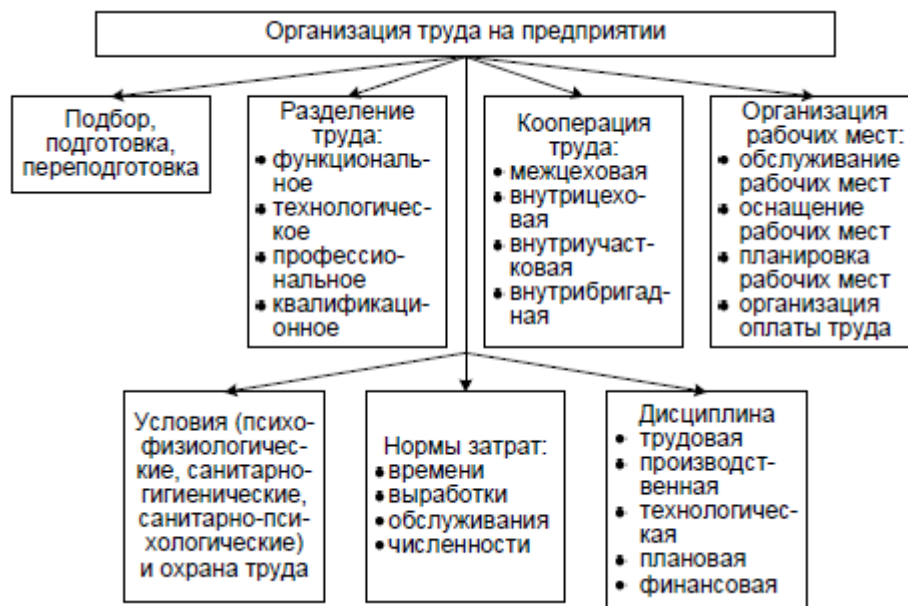 Организация труда на предприятии
Подбор,
подготовка,
переподготовка
Разделение
труда:
• функциональ-
ное
• технологичес-
кое
• профессио-
нальное
• квалификаци-
онное
Кооперация
труда:
• межцеховая
• внутрицехо-
вая
• внутриучаст-
ковая
• внутрибригад-
ная
Организация
рабочих мест:
• обслуживание
рабочих мест
• оснащение
рабочих мест
• планировка
рабочих мест
• организация
оплаты труда
Условия (психо-
физиологичес-
кие, санитарно-
гигиенические,
санитарно-пси-
хологические)
и охрана труда
Нормы затрат:
• времени
• выработки
• обслуживания
• численности
Дисциплина
• трудовая
• производст-
венная
• технологичес-
кая
• плановая
• финансовая